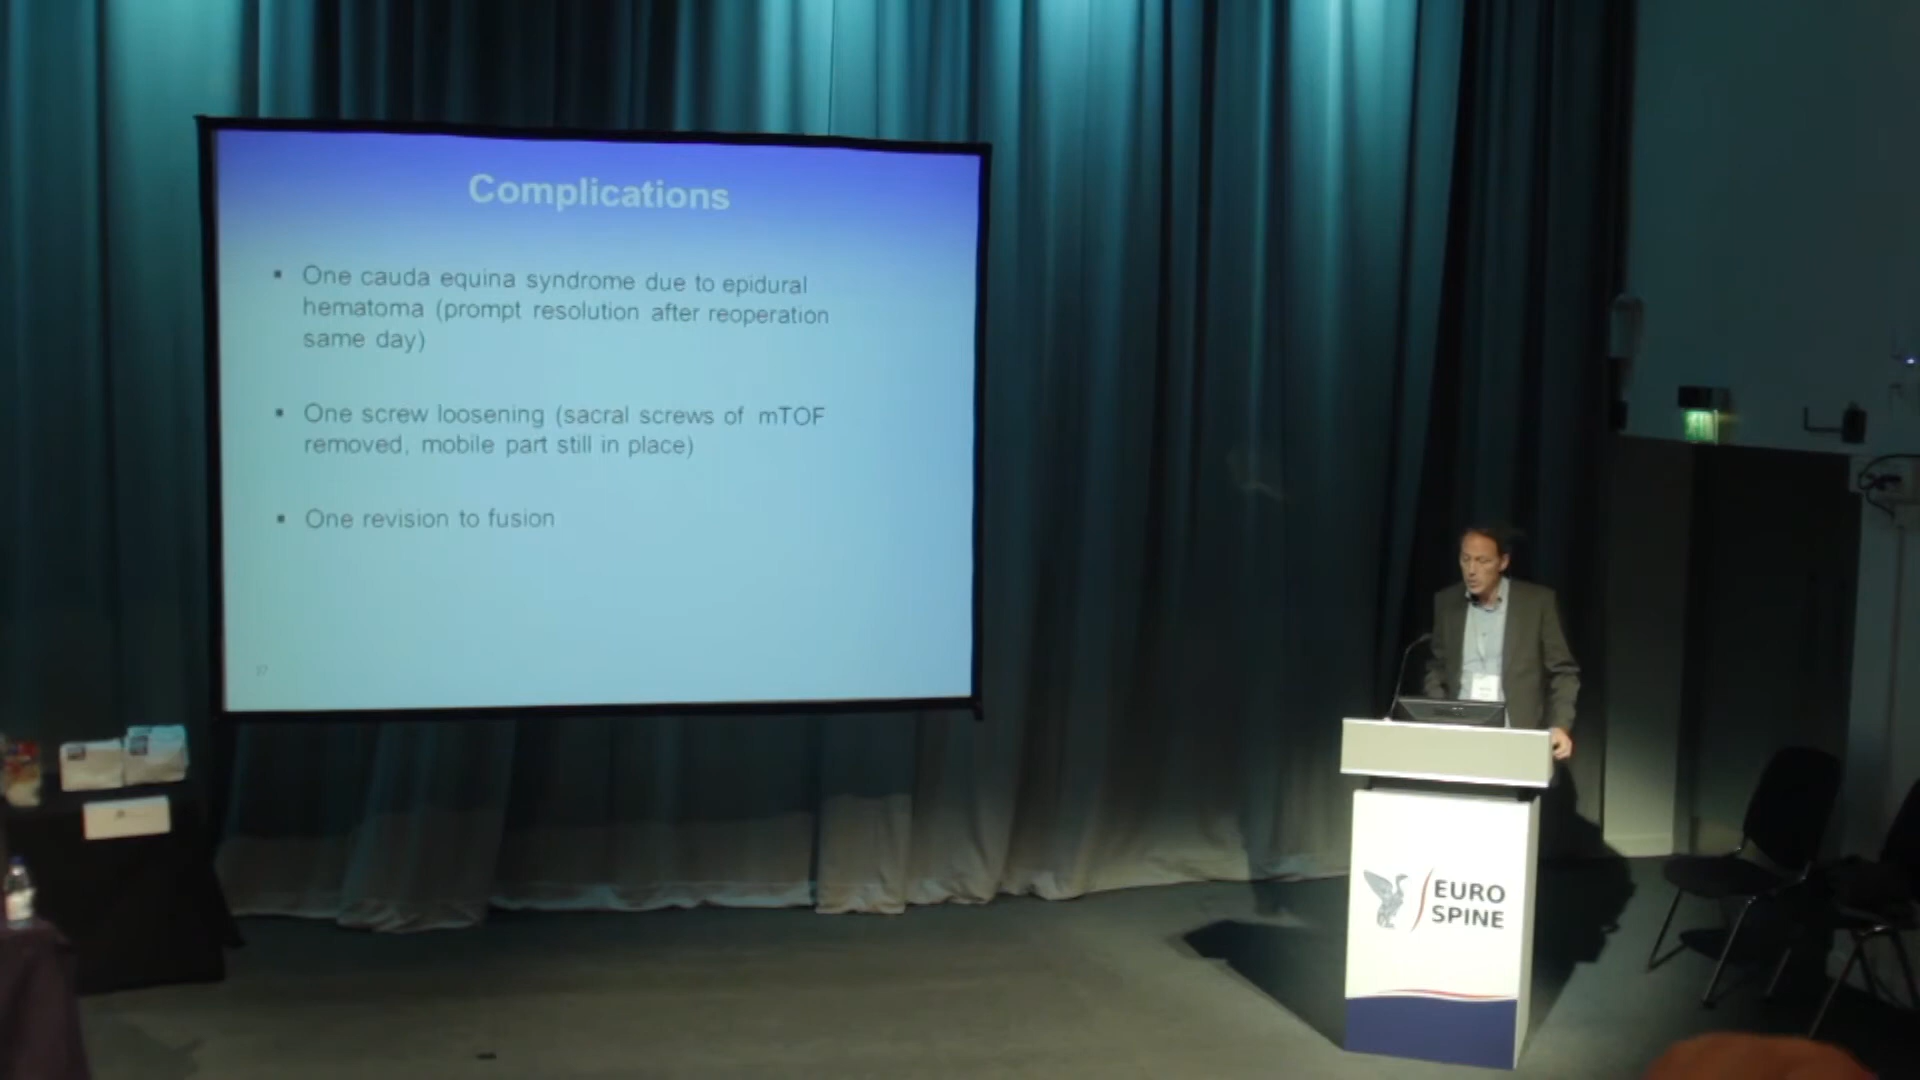 Complications
▪ One cauda equina syndrome due to epidural
hematoma (prompt resolution after reoperation
same day)
▪ One screw loosening (sacral screws of mTOF
removed, mobile part still in place)
▪ One revision to fusion
EURO
SPINE